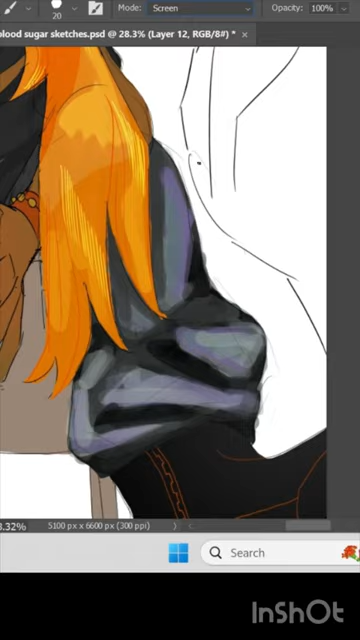 20 Mode: Screen Opacity: 100%
blood sugar sketches.psd @ 28.3% (Layer 12, RGB/8#) * ×
3.32% 5100 px x 6600 px (300 ppi)
Search
InShOt